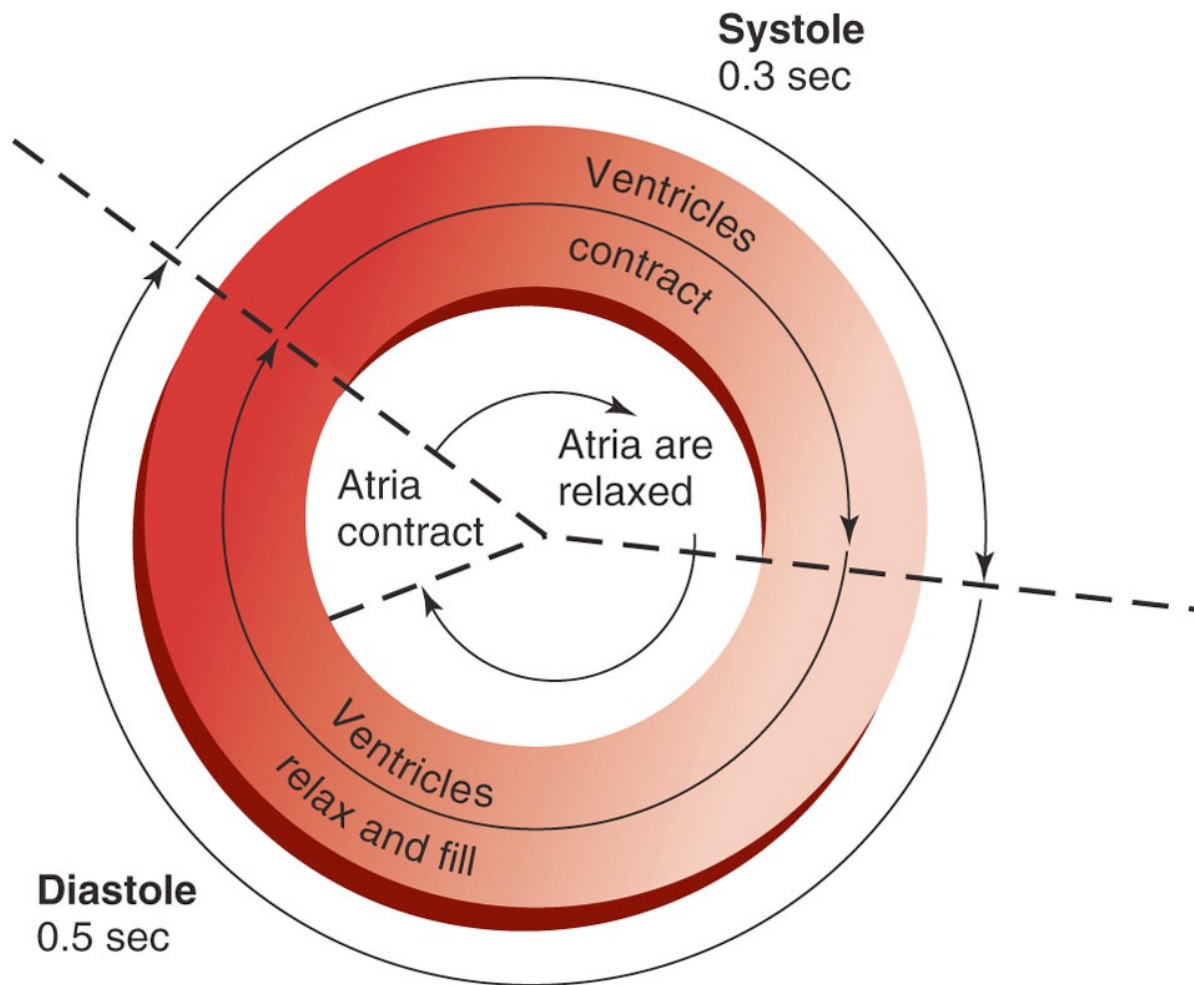 Systole
0.3 sec
Ventricles
contract
Atria are
relaxed
Atria
contract
Ventricles
relax and fill
Diastole
0.5 sec